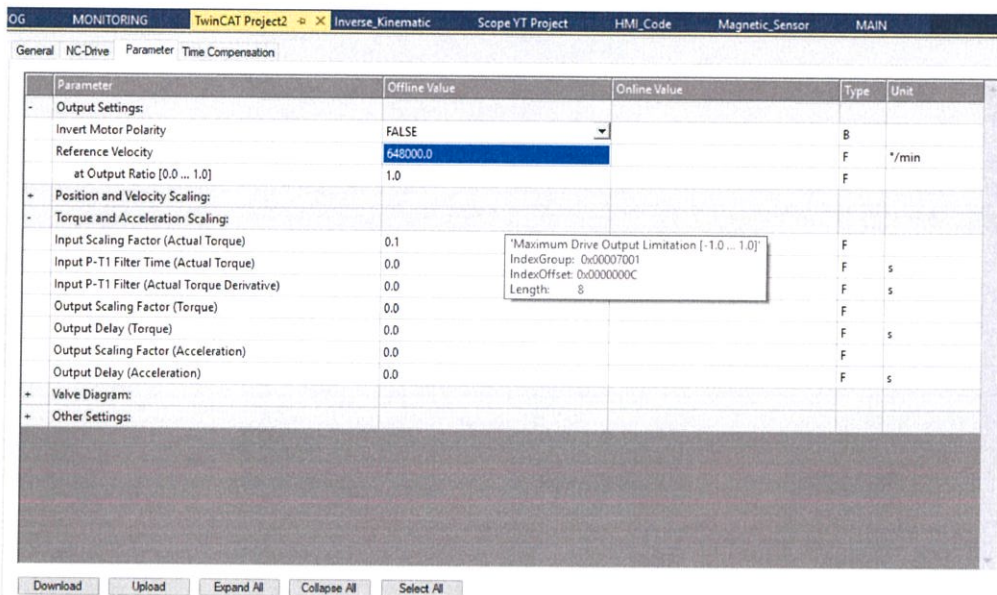 OG MONITORING TwinCAT Project2 Inverse_Kinematic Scope YT Project HMI_Code Magnetic_Sensor MAIN
General NC-Drive Parameter Time Compensation
Parameter Offline Value Online Value Type Unit
- Output Settings:
Invert Motor Polarity FALSE B
Reference Velocity 648000.0 F °/min
at Output Ratio [0.0 ... 1.0] 1.0 F
+ Position and Velocity Scaling:
- Torque and Acceleration Scaling:
Input Scaling Factor (Actual Torque) 0.1 F
Input P-T1 Filter Time (Actual Torque) 0.0 F s
Input P-T1 Filter (Actual Torque Derivative) 0.0 F s
Output Scaling Factor (Torque) 0.0 F
Output Delay (Torque) 0.0 F s
Output Scaling Factor (Acceleration) 0.0 F
Output Delay (Acceleration) 0.0 F s
+ Valve Diagram:
+ Other Settings:
'Maximum Drive Output Limitation [-1.0 ... 1.0]'
IndexGroup: 0x00007001
IndexOffset: 0x0000000C
Length: 8
Download Upload Expand All Collapse All Select All